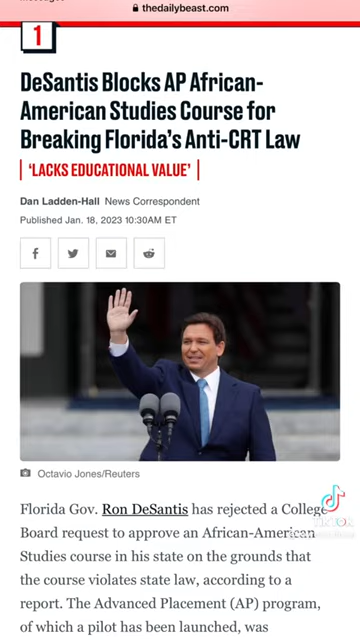 thedailybeast.com
1
DeSantis Blocks AP African-
American Studies Course for
Breaking Florida's Anti-CRT Law
'LACKS EDUCATIONAL VALUE'
Dan Ladden-Hall News Correspondent
Published Jan. 18, 2023 10:30AM ET
Octavio Jones/Reuters
Florida Gov. Ron DeSantis has rejected a College
Board request to approve an African-American
Studies course in his state on the grounds that
the course violates state law, according to a
report. The Advanced Placement (AP) program,
of which a pilot has been launched, was